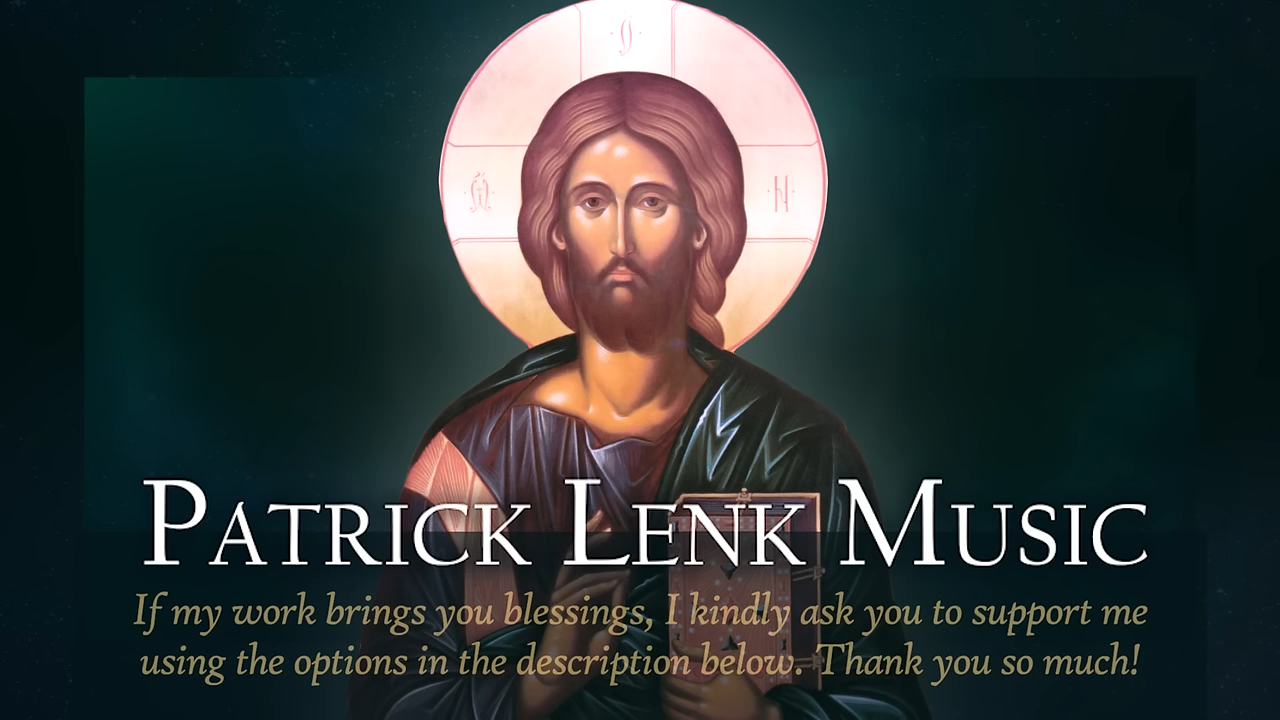 Ὁ
Ὢ Ν
Patrick Lenk Music
If my work brings you blessings, I kindly ask you to support me
using the options in the description below. Thank you so much!